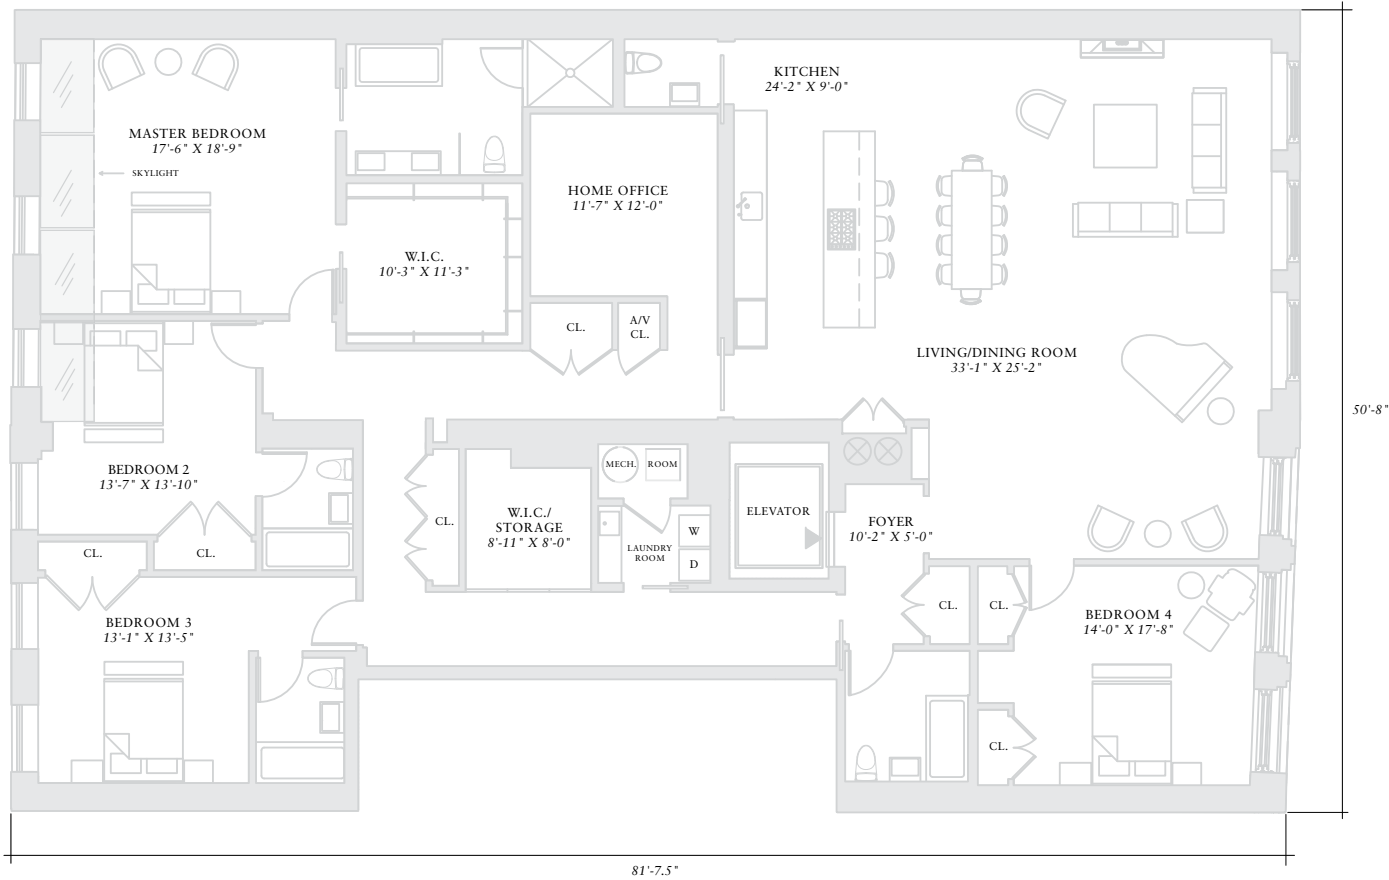 KITCHEN
24'-2" X 9'-0"
MASTER BEDROOM
17'-6" X 18'-9"
SKYLIGHT
HOME OFFICE
11'-7" X 12'-0"
W.I.C.
10'-3" X 11'-3"
CL.
A/V
CL.
LIVING/DINING ROOM
33'-1" X 25'-2"
50'-8"
BEDROOM 2
13'-7" X 13'-10"
MECH.
ROOM
CL.
W.I.C./
STORAGE
8'-11" X 8'-0"
ELEVATOR
FOYER
10'-2" X 5'-0"
W
LAUNDRY
ROOM
D
CL.
CL.
CL.
CL.
BEDROOM 3
13'-1" X 13'-5"
BEDROOM 4
14'-0" X 17'-8"
CL.
81'-7.5"